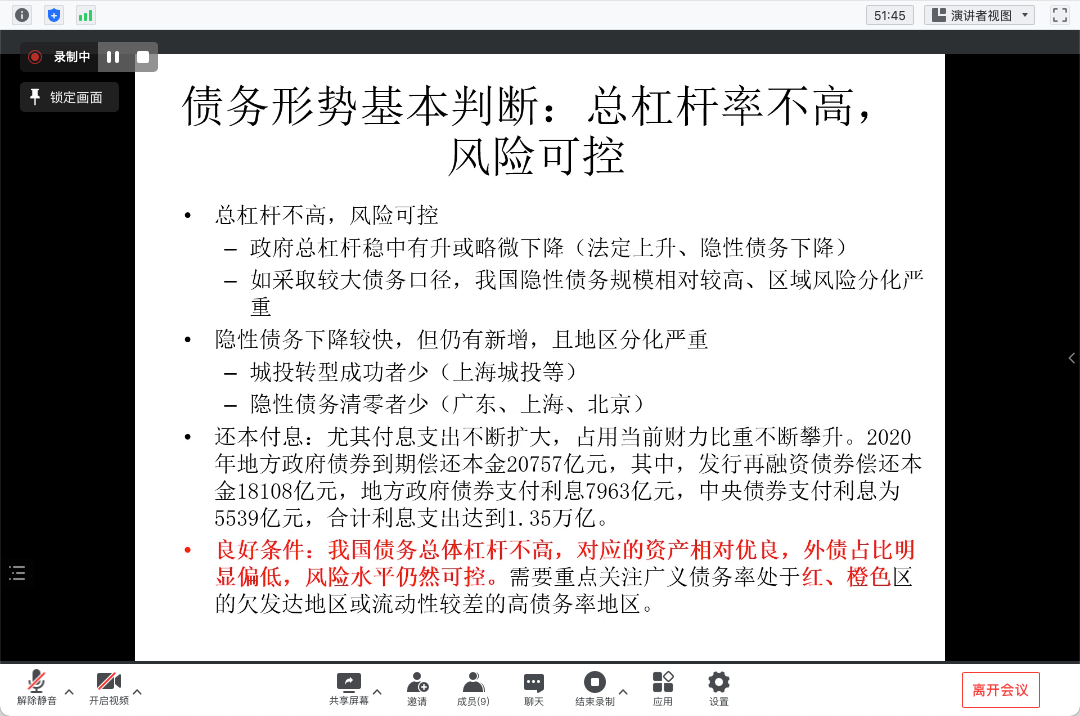 51:45
演讲者视图
录制中
锁定画面
债务形势基本判断：总杠杆率不高，
风险可控
• 总杠杆不高，风险可控
– 政府总杠杆稳中有升或略微下降（法定上升、隐性债务下降）
– 如采取较大债务口径，我国隐性债务规模相对较高、区域风险分化严
重
• 隐性债务下降较快，但仍有新增，且地区分化严重
– 城投转型成功者少（上海城投等）
– 隐性债务清零者少（广东、上海、北京）
• 还本付息：尤其付息支出不断扩大，占用当前财力比重不断攀升。2020
年地方政府债券到期偿还本金20757亿元，其中，发行再融资债券偿还本
金18108亿元，地方政府债券支付利息7963亿元，中央债券支付利息为
5539亿元，合计利息支出达到1.35万亿。
• 良好条件：我国债务总体杠杆不高，对应的资产相对优良，外债占比明
显偏低，风险水平仍然可控。需要重点关注广义债务率处于红、橙色区
的欠发达地区或流动性较差的高债务率地区。
解除静音
开启视频
共享屏幕
邀请
成员(9)
聊天
结束录制
应用
设置
离开会议